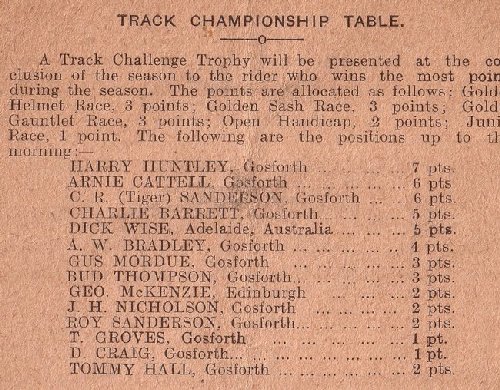 TRACK CHAMPIONSHIP TABLE.
A Track Challenge Trophy will be presented at the co
clusion of the season to the rider who wins the most poin
during the season. The points are allocated as follows; Gold
Helmet Race, 3 points; Golden Sash Race, 3 points; Gold
Gauntlet Race, 3 points; Open Handicap, 2 points; Juni
Race, 1 point. The following are the positions up to th
morning:—
HARRY HUNTLEY, Gosforth ... ... ... ... 7 pts.
ARNIE CATTELL, Gosforth ... ... ... ... 6 pts
C. R. (Tiger) SANDERSON, Gosforth ... ... 6 pts.
CHARLIE BARRETT, Gosforth ... ... ... 5 pts.
DICK WISE, Adelaide, Australia ... ... ... 5 pts.
A. W. BRADLEY, Gosforth ... ... ... ... 4 pts.
GUS MORDUE, Gosforth ... ... ... ... 3 pts.
BUD THOMPSON, Gosforth ... ... ... ... 3 pts.
GEO. McKENZIE, Edinburgh ... ... ... 2 pts.
J. H. NICHOLSON, Gosforth ... ... ... ... 2 pts.
ROY SANDERSON, Gosforth... ... ... ... 2 pts.
T. GROVES, Gosforth ... ... ... ... 1 pt.
D. CRAIG, Gosforth... ... ... ... ... 1 pt.
TOMMY HALL, Gosforth ... ... ... ... 2 pts.